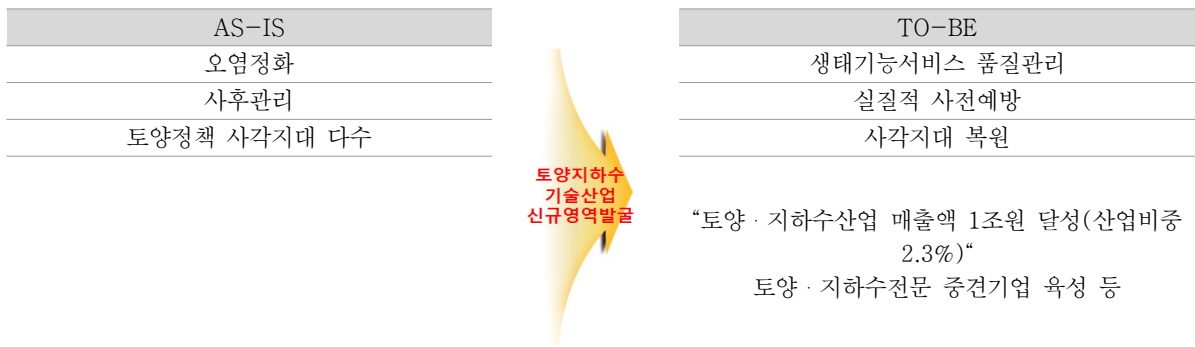 AS-IS
오염정화
사후관리
토양정책 사각지대 다수
토양지하수
기술산업
신규영역발굴
TO-BE
생태기능서비스 품질관리
실질적 사전예방
사각지대 복원
“토양·지하수산업 매출액 1조원 달성(산업비중
2.3%)“
토양·지하수전문 중견기업 육성 등